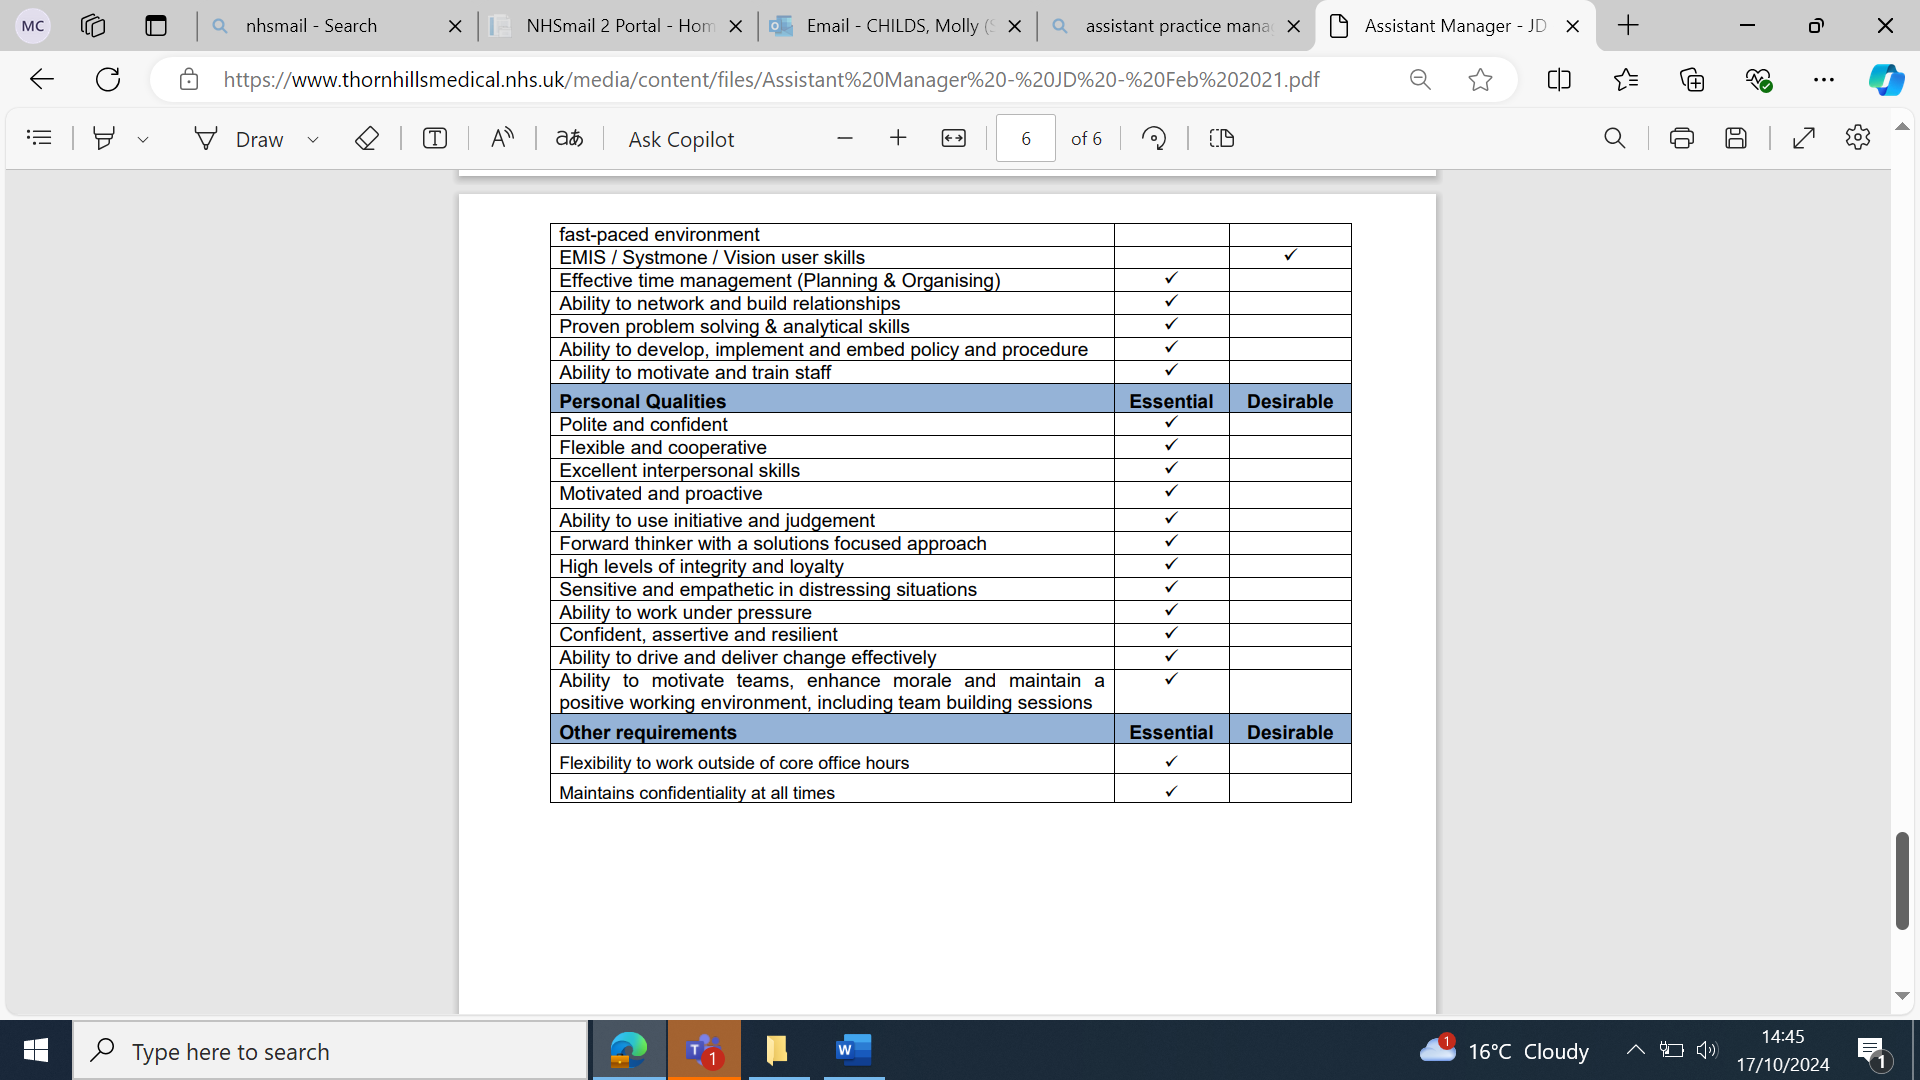 MC
nhsmail - Search
NHSmail 2 Portal - Hom
Email - CHILDS, Molly (S
assistant practice mana
Assistant Manager - JD
https://www.thornhillsmedical.nhs.uk/media/content/files/Assistant%20Manager%20-%20JD%20-%20Feb%202021.pdf
Draw
T
A
aあ
Ask Copilot
6
of 6
fast-paced environment
EMIS / Systmone / Vision user skills ✓
Effective time management (Planning & Organising) ✓
Ability to network and build relationships ✓
Proven problem solving & analytical skills ✓
Ability to develop, implement and embed policy and procedure ✓
Ability to motivate and train staff ✓
Personal Qualities Essential Desirable
Polite and confident ✓
Flexible and cooperative ✓
Excellent interpersonal skills ✓
Motivated and proactive ✓
Ability to use initiative and judgement ✓
Forward thinker with a solutions focused approach ✓
High levels of integrity and loyalty ✓
Sensitive and empathetic in distressing situations ✓
Ability to work under pressure ✓
Confident, assertive and resilient ✓
Ability to drive and deliver change effectively ✓
Ability to motivate teams, enhance morale and maintain a ✓
positive working environment, including team building sessions
Other requirements Essential Desirable
Flexibility to work outside of core office hours ✓
Maintains confidentiality at all times ✓
Type here to search
T
1
W
1
16°C Cloudy
14:45
17/10/2024
1